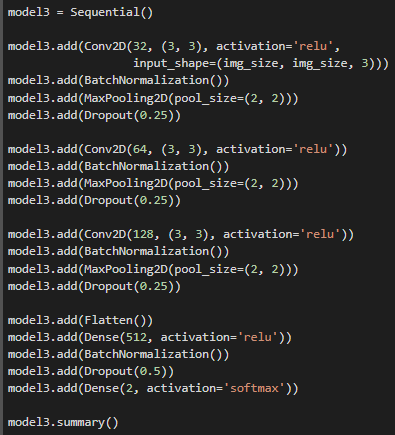 model3 = Sequential()
model3.add(Conv2D(32, (3, 3), activation='relu',
input_shape=(img_size, img_size, 3)))
model3.add(BatchNormalization())
model3.add(MaxPooling2D(pool_size=(2, 2)))
model3.add(Dropout(0.25))
model3.add(Conv2D(64, (3, 3), activation='relu'))
model3.add(BatchNormalization())
model3.add(MaxPooling2D(pool_size=(2, 2)))
model3.add(Dropout(0.25))
model3.add(Conv2D(128, (3, 3), activation='relu'))
model3.add(BatchNormalization())
model3.add(MaxPooling2D(pool_size=(2, 2)))
model3.add(Dropout(0.25))
model3.add(Flatten())
model3.add(Dense(512, activation='relu'))
model3.add(BatchNormalization())
model3.add(Dropout(0.5))
model3.add(Dense(2, activation='softmax'))
model3.summary()